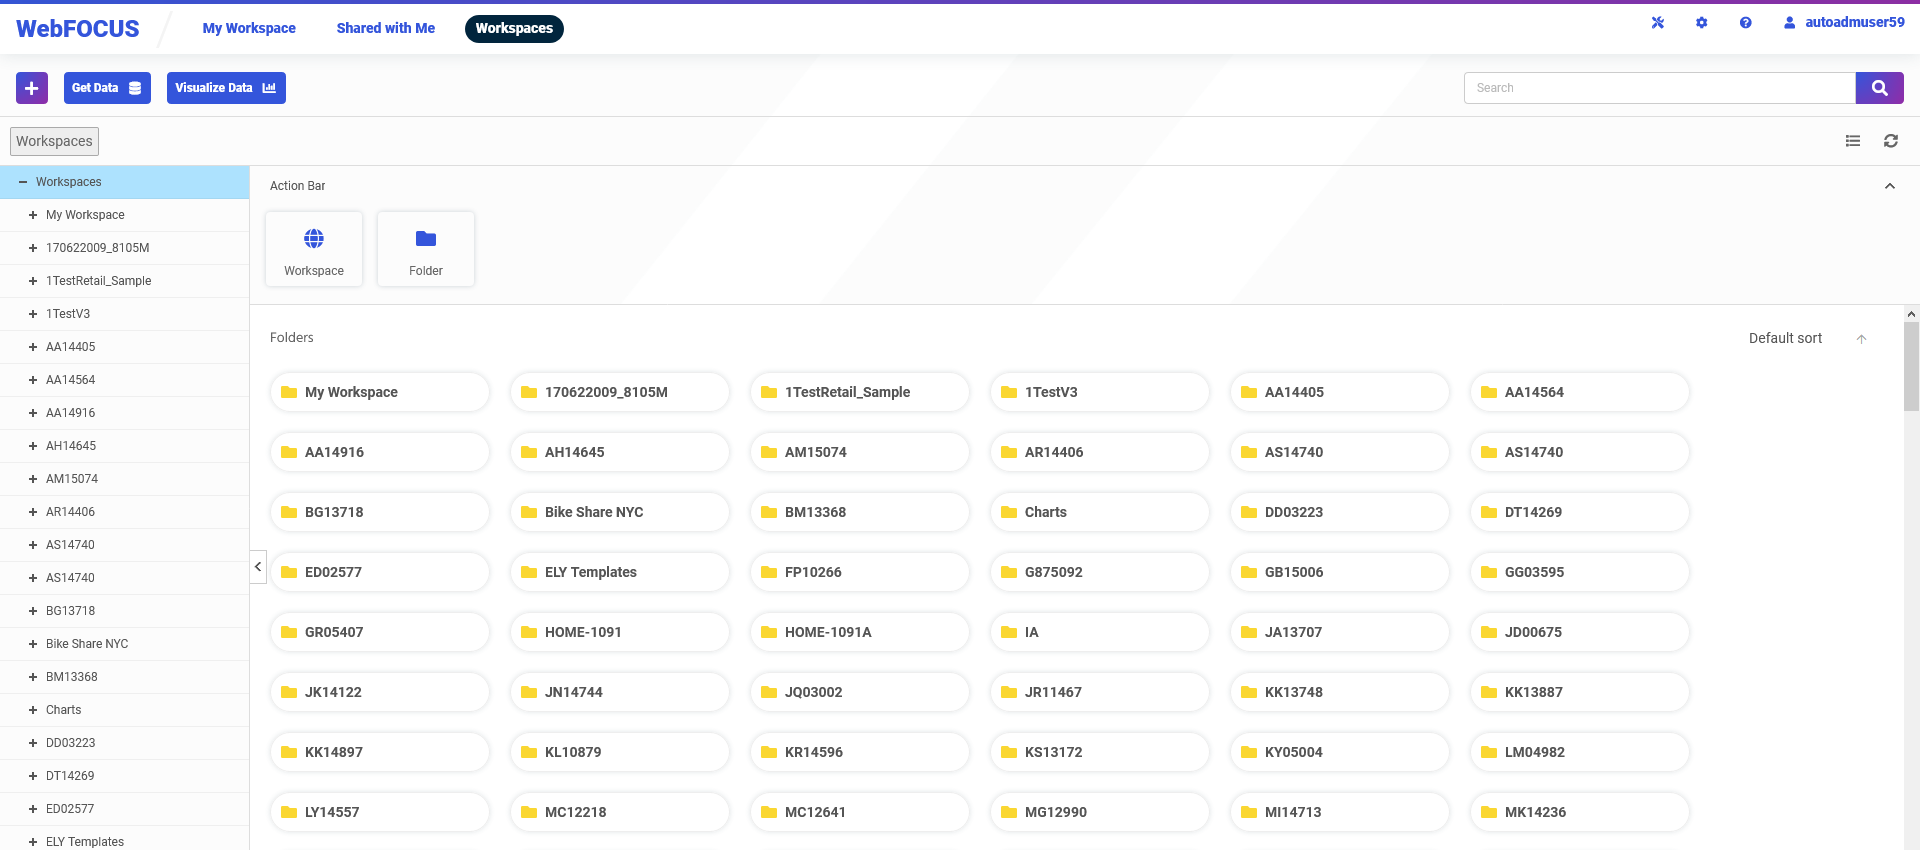 WebFOCUS My Workspace Shared with Me Workspaces autoadmuser59
Get Data Visualize Data Search
Workspaces
Workspaces
My Workspace
170622009_8105M
1TestRetail_Sample
1TestV3
AA14405
AA14564
AA14916
AH14645
AM15074
AR14406
AS14740
AS14740
BG13718
Bike Share NYC
BM13368
Charts
DD03223
DT14269
ED02577
ELY Templates
Action Bar
Workspace Folder
Folders Default sort
My Workspace 170622009_8105M 1TestRetail_Sample 1TestV3 AA14405 AA14564
AA14916 AH14645 AM15074 AR14406 AS14740 AS14740
BG13718 Bike Share NYC BM13368 Charts DD03223 DT14269
ED02577 ELY Templates FP10266 G875092 GB15006 GG03595
GR05407 HOME-1091 HOME-1091A IA JA13707 JD00675
JK14122 JN14744 JQ03002 JR11467 KK13748 KK13887
KK14897 KL10879 KR14596 KS13172 KY05004 LM04982
LY14557 MC12218 MC12641 MG12990 MI14713 MK14236